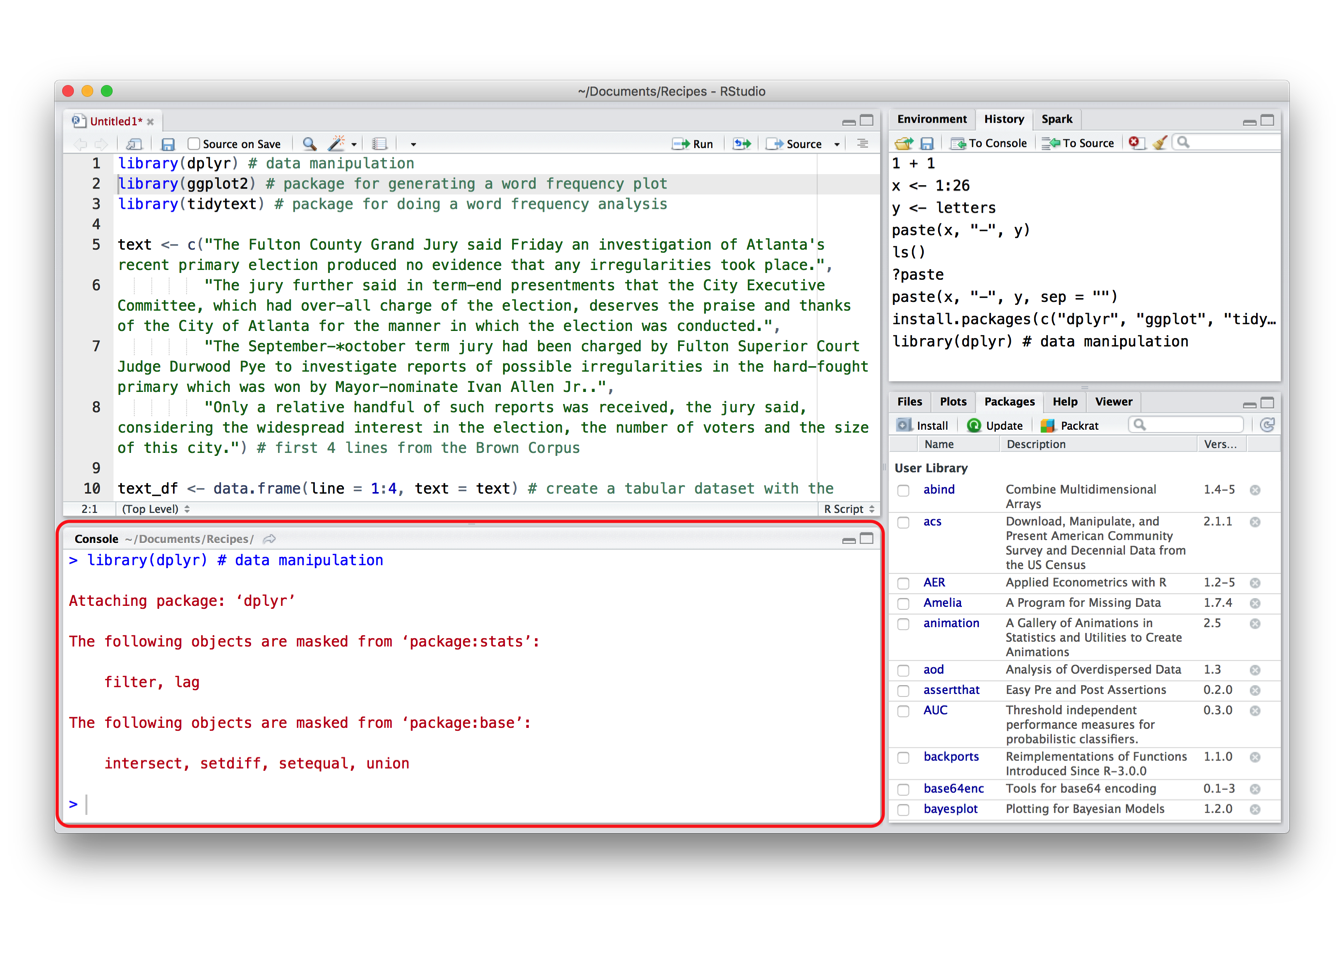 ~/Documents/Recipes - RStudio
Untitled1*
Source on Save
Run
Source
1 library(dplyr) # data manipulation
2 library(ggplot2) # package for generating a word frequency plot
3 library(tidytext) # package for doing a word frequency analysis
4
5 text <- c("The Fulton County Grand Jury said Friday an investigation of Atlanta's
recent primary election produced no evidence that any irregularities took place.",
6 "The jury further said in term-end presentments that the City Executive
Committee, which had over-all charge of the election, deserves the praise and thanks
of the City of Atlanta for the manner in which the election was conducted.",
7 "The September-*october term jury had been charged by Fulton Superior Court
Judge Durwood Pye to investigate reports of possible irregularities in the hard-fought
primary which was won by Mayor-nominate Ivan Allen Jr..",
8 "Only a relative handful of such reports was received, the jury said,
considering the widespread interest in the election, the number of voters and the size
of this city.") # first 4 lines from the Brown Corpus
9
10 text_df <- data.frame(line = 1:4, text = text) # create a tabular dataset with the
2:1 (Top Level) R Script
Console ~/Documents/Recipes/
> library(dplyr) # data manipulation
Attaching package: ‘dplyr’
The following objects are masked from ‘package:stats’:
filter, lag
The following objects are masked from ‘package:base’:
intersect, setdiff, setequal, union
>
Environment History Spark
To Console To Source
1 + 1
x <- 1:26
y <- letters
paste(x, "-", y)
ls()
?paste
paste(x, "-", y, sep = "")
install.packages(c("dplyr", "ggplot", "tidy…
library(dplyr) # data manipulation
Files Plots Packages Help Viewer
Install Update Packrat
Name Description Vers...
User Library
abind Combine Multidimensional 1.4-5
Arrays
acs Download, Manipulate, and 2.1.1
Present American Community
Survey and Decennial Data from
the US Census
AER Applied Econometrics with R 1.2-5
Amelia A Program for Missing Data 1.7.4
animation A Gallery of Animations in 2.5
Statistics and Utilities to Create
Animations
aod Analysis of Overdispersed Data 1.3
assertthat Easy Pre and Post Assertions 0.2.0
AUC Threshold independent 0.3.0
performance measures for
probabilistic classifiers.
backports Reimplementations of Functions 1.1.0
Introduced Since R-3.0.0
base64enc Tools for base64 encoding 0.1-3
bayesplot Plotting for Bayesian Models 1.2.0